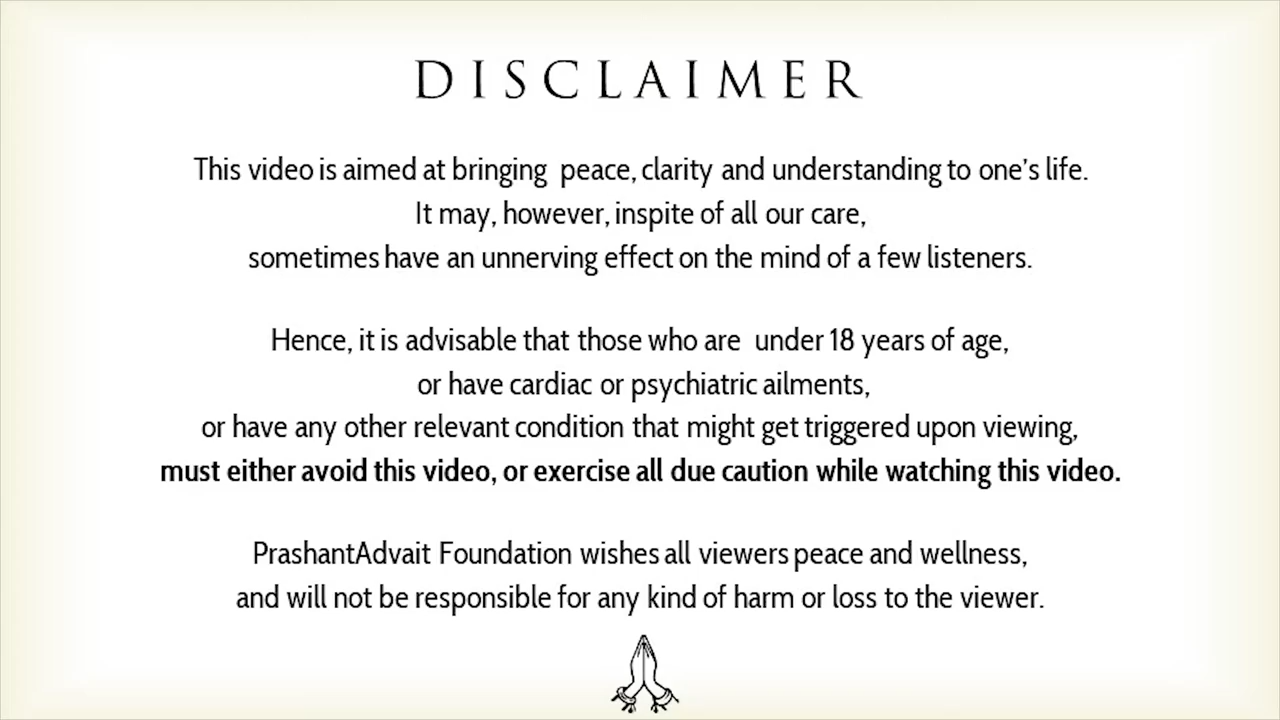 DISCLAIMER
This video is aimed at bringing peace, clarity and understanding to one's life.
It may, however, inspite of all our care,
sometimes have an unnerving effect on the mind of a few listeners.
Hence, it is advisable that those who are under 18 years of age,
or have cardiac or psychiatric ailments,
or have any other relevant condition that might get triggered upon viewing,
must either avoid this video, or exercise all due caution while watching this video.
PrashantAdvait Foundation wishes all viewers peace and wellness,
and will not be responsible for any kind of harm or loss to the viewer.